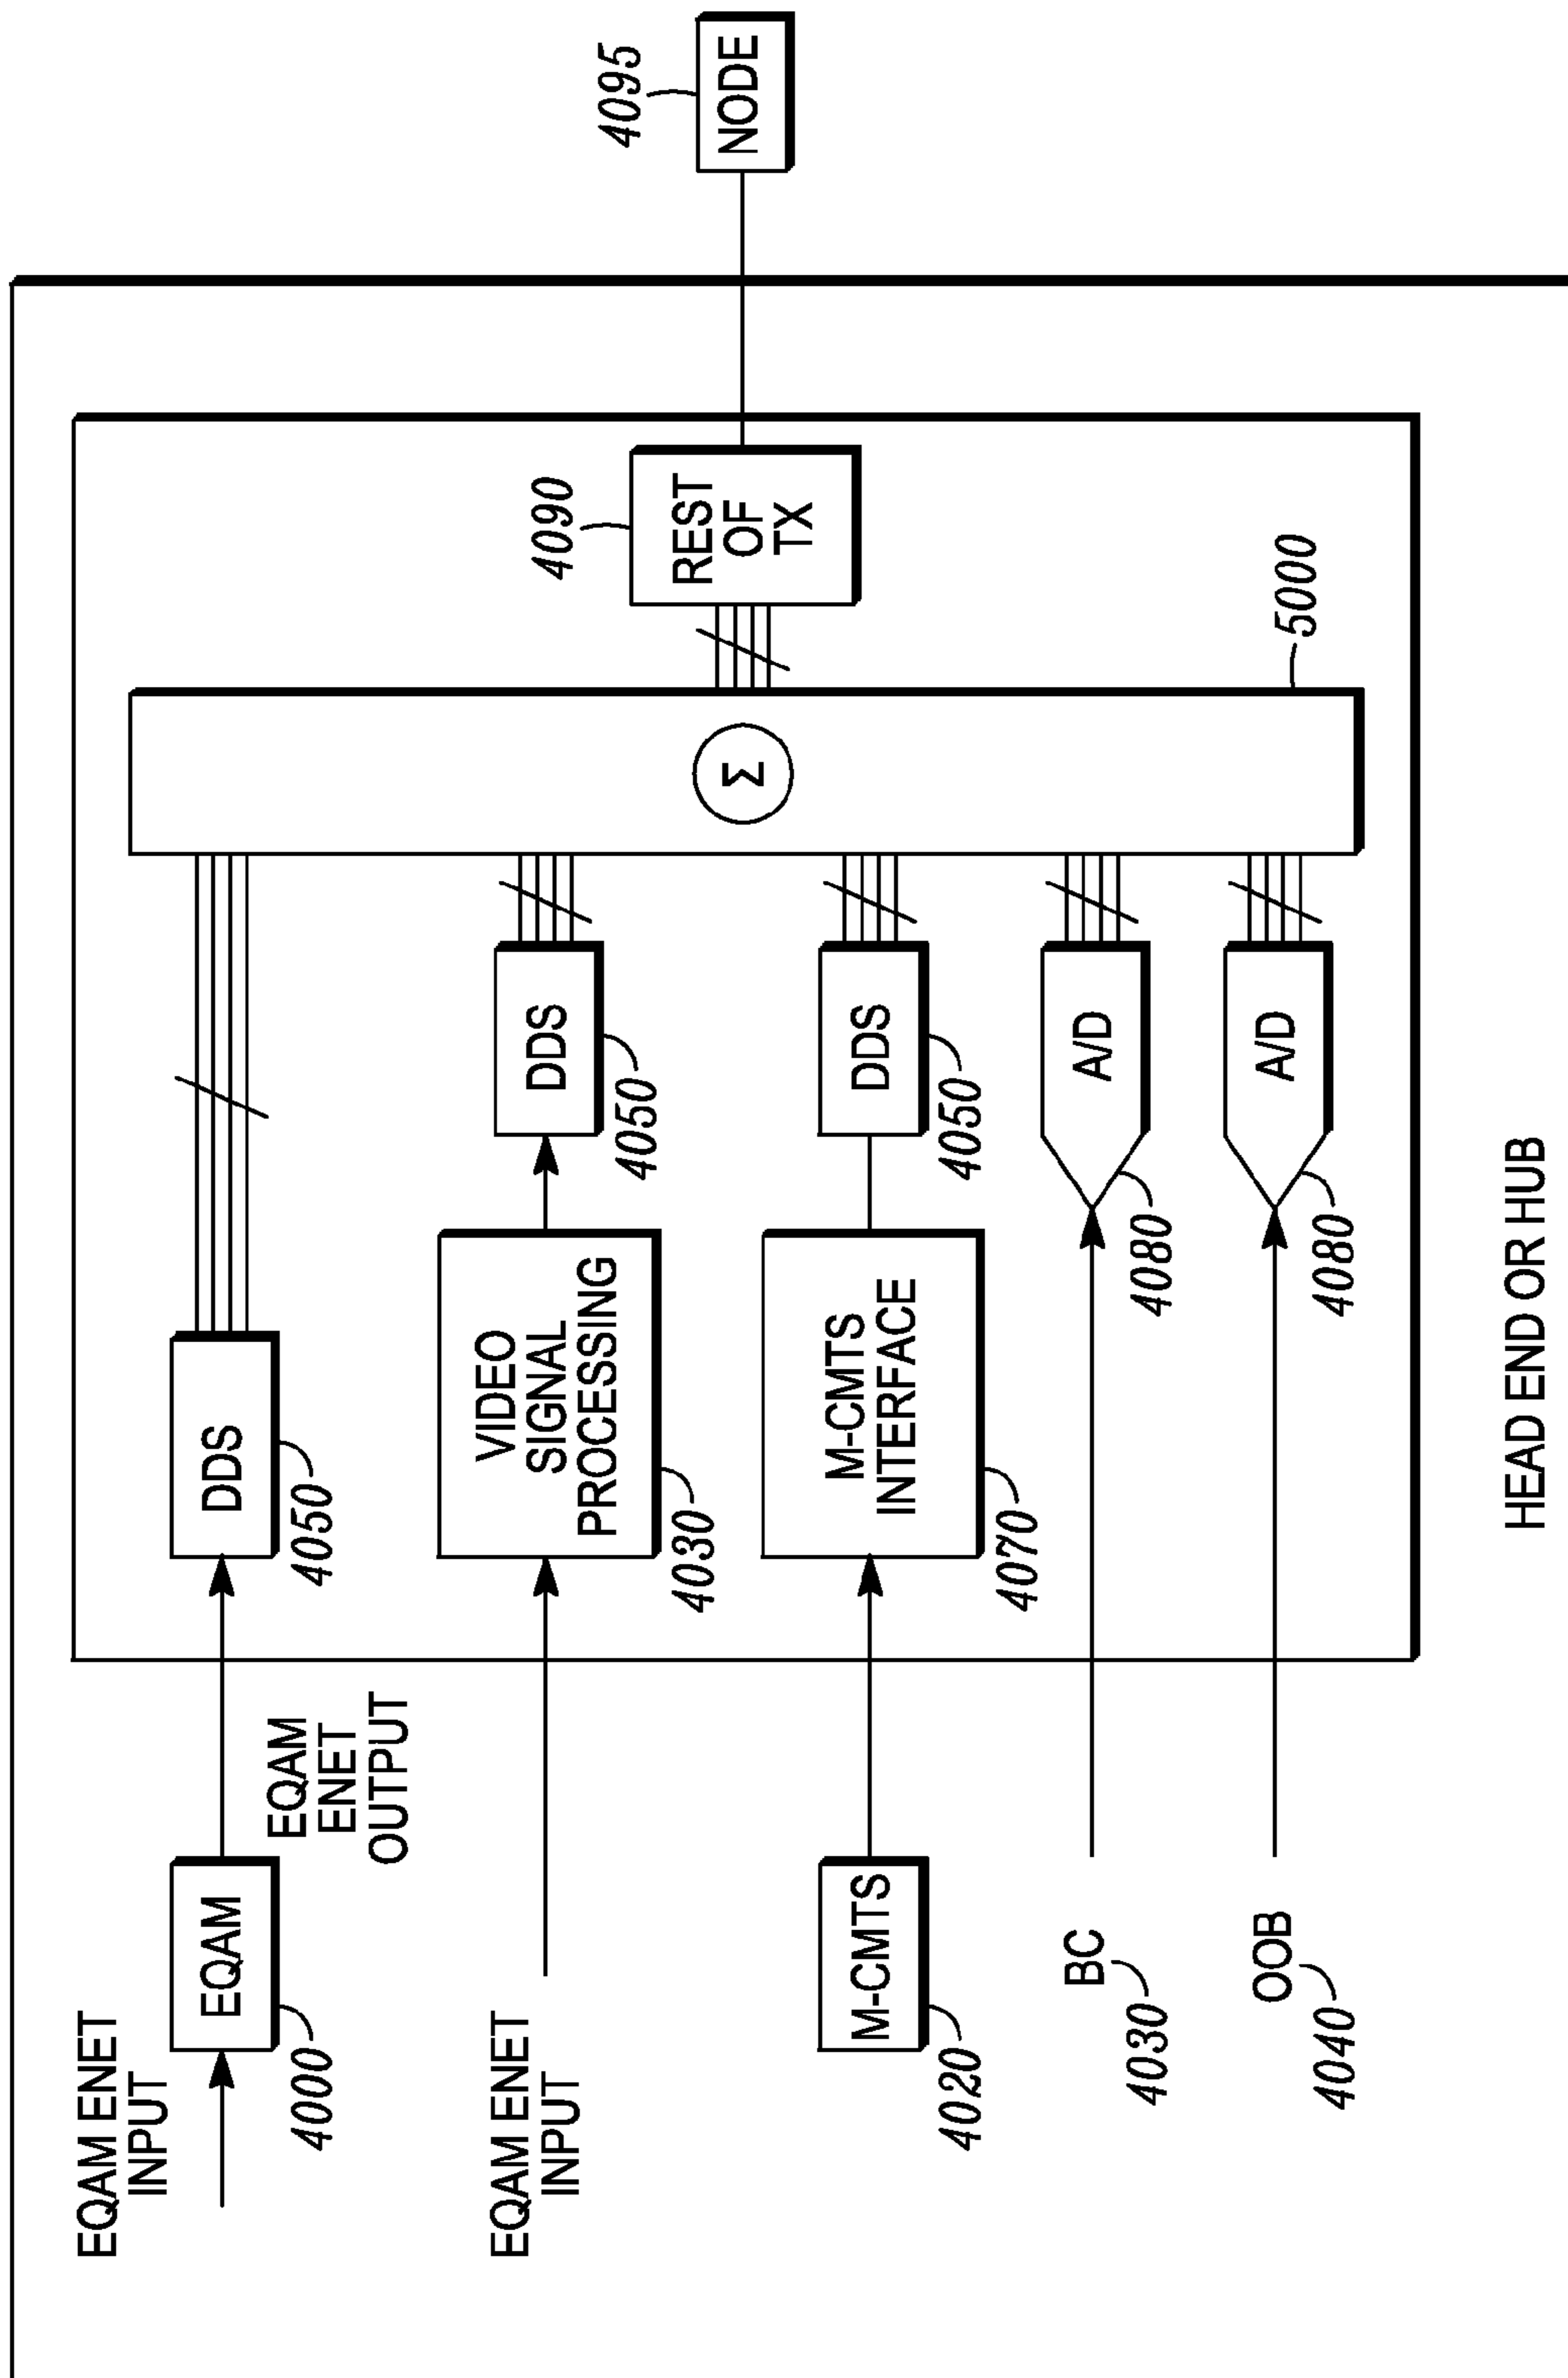 EQAM ENET
INPUT
EQAM
4000
EQAM
ENET
OUTPUT
DDS
4050
EQAM ENET
INPUT
VIDEO
SIGNAL
PROCESSING
4030
DDS
4050
M-CMTS
4020
M-CMTS
INTERFACE
4070
DDS
4050
BC
4030
A/D
4080
OOB
4040
A/D
4080
Σ
5000
REST
OF
TX
4090
NODE
4095
HEAD END OR HUB